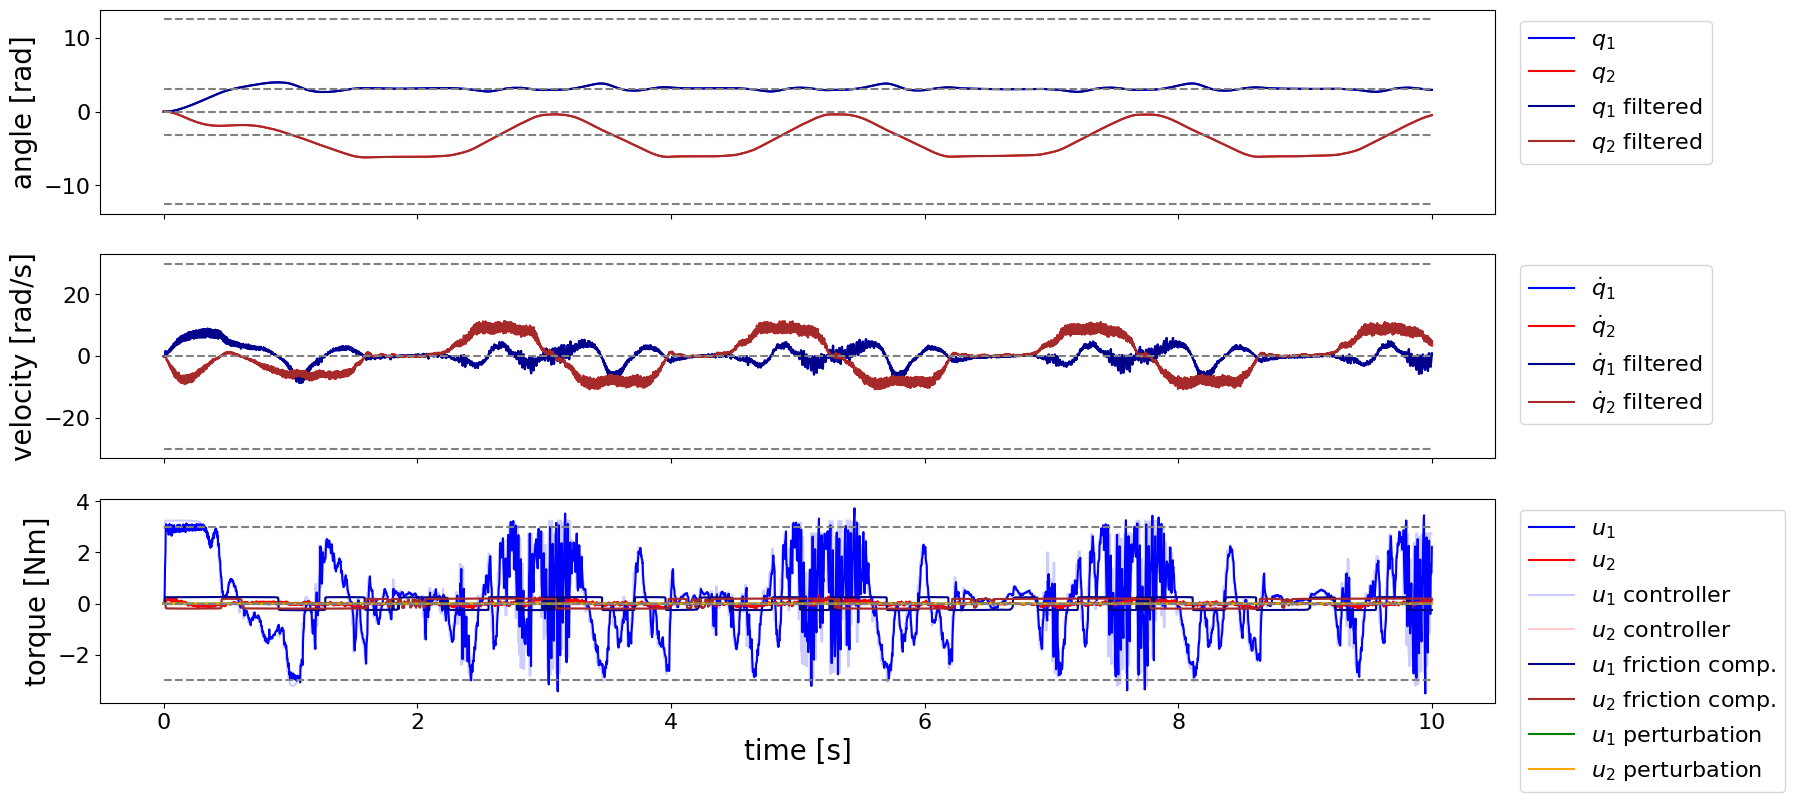 angle [rad]
10
0
−10
q₁
q₂
q₁ filtered
q₂ filtered
velocity [rad/s]
20
0
−20
q̇₁
q̇₂
q̇₁ filtered
q̇₂ filtered
torque [Nm]
4
2
0
−2
0 2 4 6 8 10
time [s]
u₁
u₂
u₁ controller
u₂ controller
u₁ friction comp.
u₂ friction comp.
u₁ perturbation
u₂ perturbation